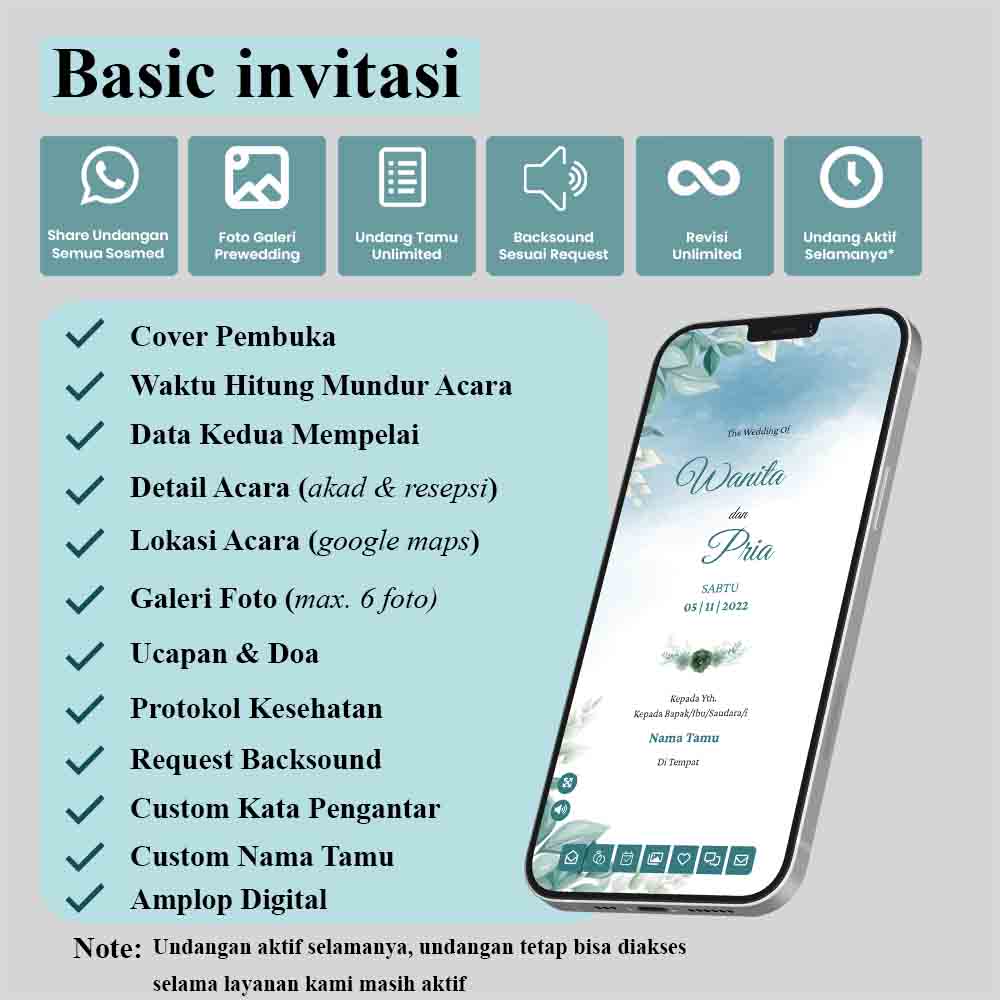 Basic invitasi
Share Undangan
Semua Sosmed
Foto Galeri
Prewedding
Undang Tamu
Unlimited
Backsound
Sesuai Request
Revisi
Unlimited
Undang Aktif
Selamanya*
Cover Pembuka
Waktu Hitung Mundur Acara
Data Kedua Mempelai
Detail Acara (akad & resepsi)
Lokasi Acara (google maps)
Galeri Foto (max. 6 foto)
Ucapan & Doa
Protokol Kesehatan
Request Backsound
Custom Kata Pengantar
Custom Nama Tamu
Amplop Digital
The Wedding Of
Wanita
dan
Pria
SABTU
05 | 11 | 2022
Kepada Yth.
Kepada Bapak/Ibu/Saudara/i
Nama Tamu
Di Tempat
Note: Undangan aktif selamanya, undangan tetap bisa diakses
selama layanan kami masih aktif